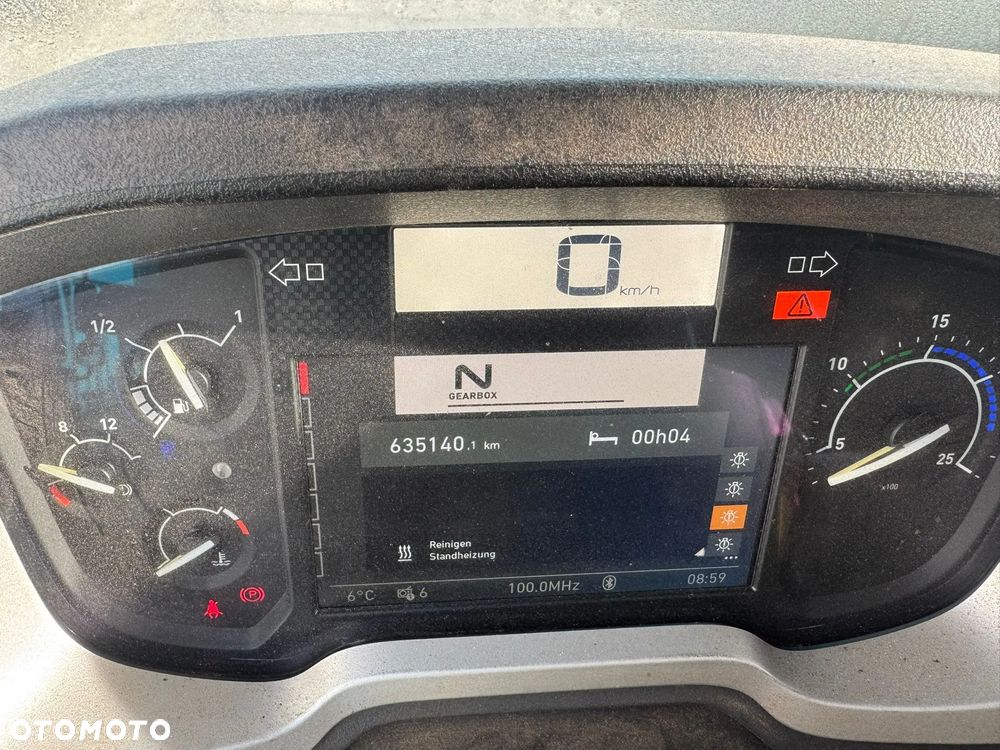 0 km/h
1/2
1
8
12
N
GEARBOX
635140.1 km
00h04
Reinigen
Standheizung
6°C
6
100.0MHz
08:59
5
10
15
25
x100
P
OTOMOTO